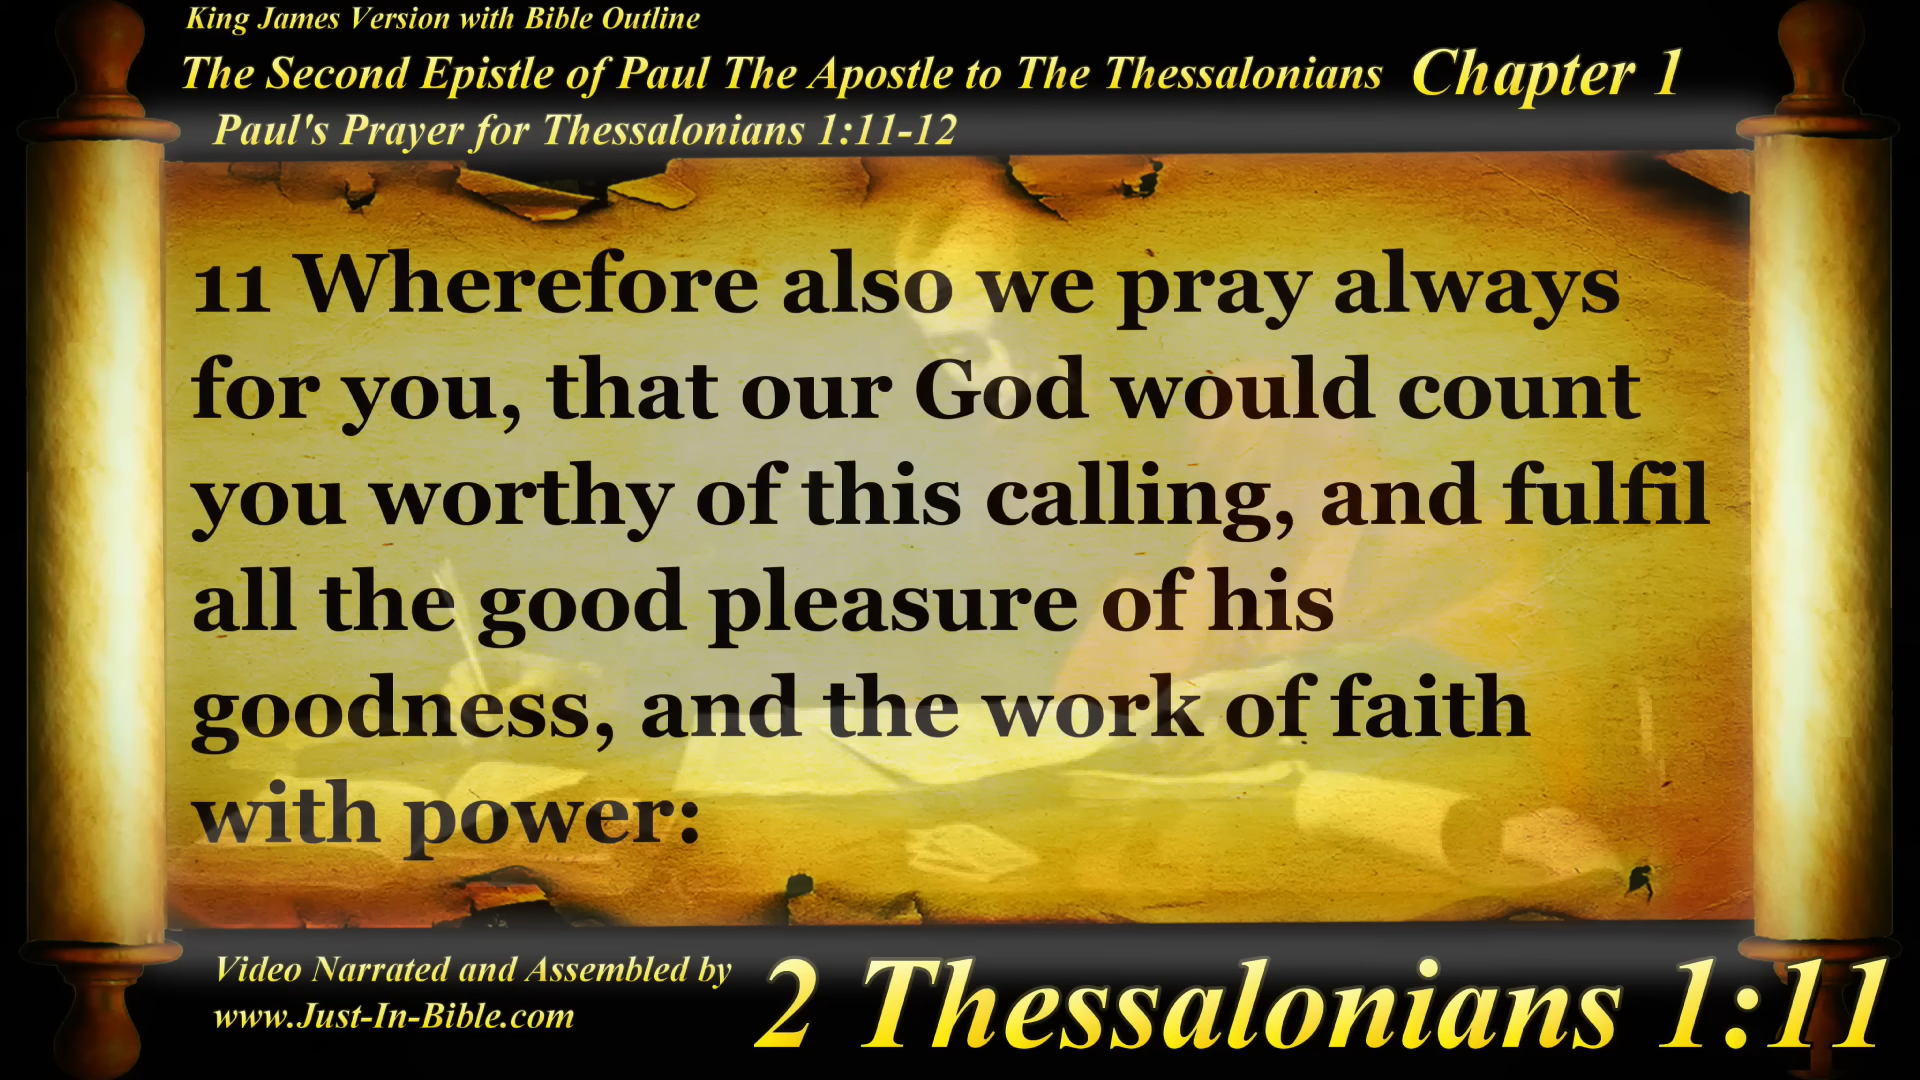 King James Version with Bible Outline
The Second Epistle of Paul The Apostle to The Thessalonians Chapter 1
Paul's Prayer for Thessalonians 1:11-12
11 Wherefore also we pray always
for you, that our God would count
you worthy of this calling, and fulfil
all the good pleasure of his
goodness, and the work of faith
with power:
Video Narrated and Assembled by
www.Just-In-Bible.com
2 Thessalonians 1:11